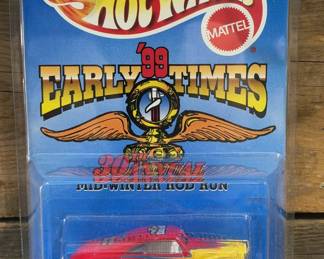 HOT WHEELS
MATTEL
'99
EARLY TIMES
30th ANNUAL
MID-WINTER ROD RUN